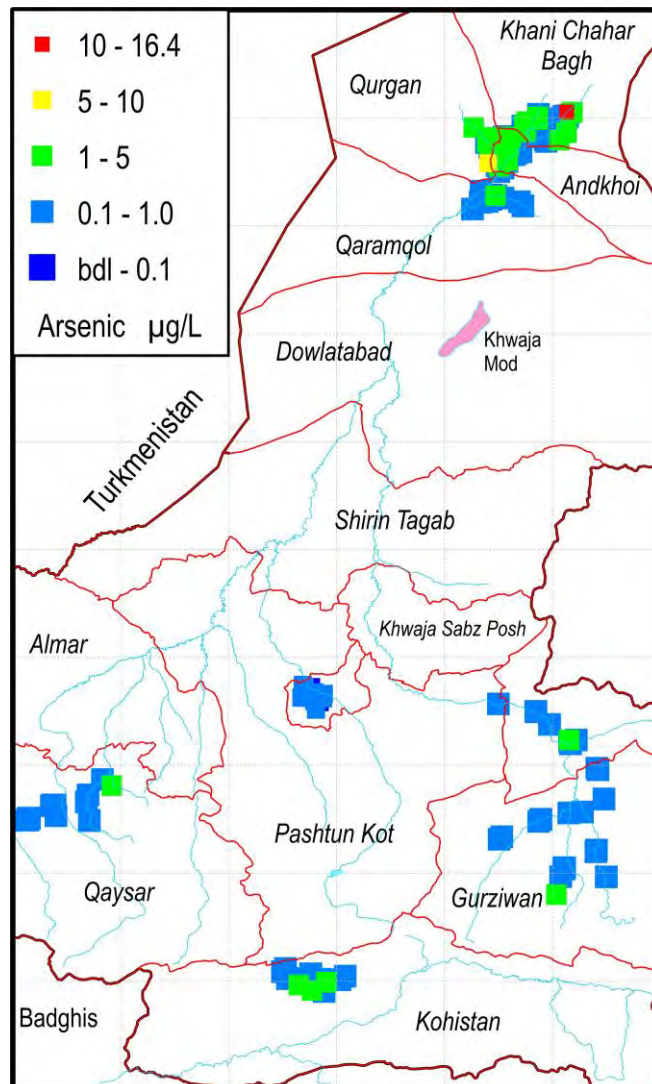 10 - 16.4
5 - 10
1 - 5
0.1 - 1.0
bdl - 0.1
Arsenic µg/L
Khani Chahar
Bagh
Qurgan
Andkhoi
Qaramqol
Dowlatabad
Khwaja
Mod
Turkmenistan
Shirin Tagab
Khwaja Sabz Posh
Almar
Pashtun Kot
Qaysar
Gurziwan
Badghis
Kohistan